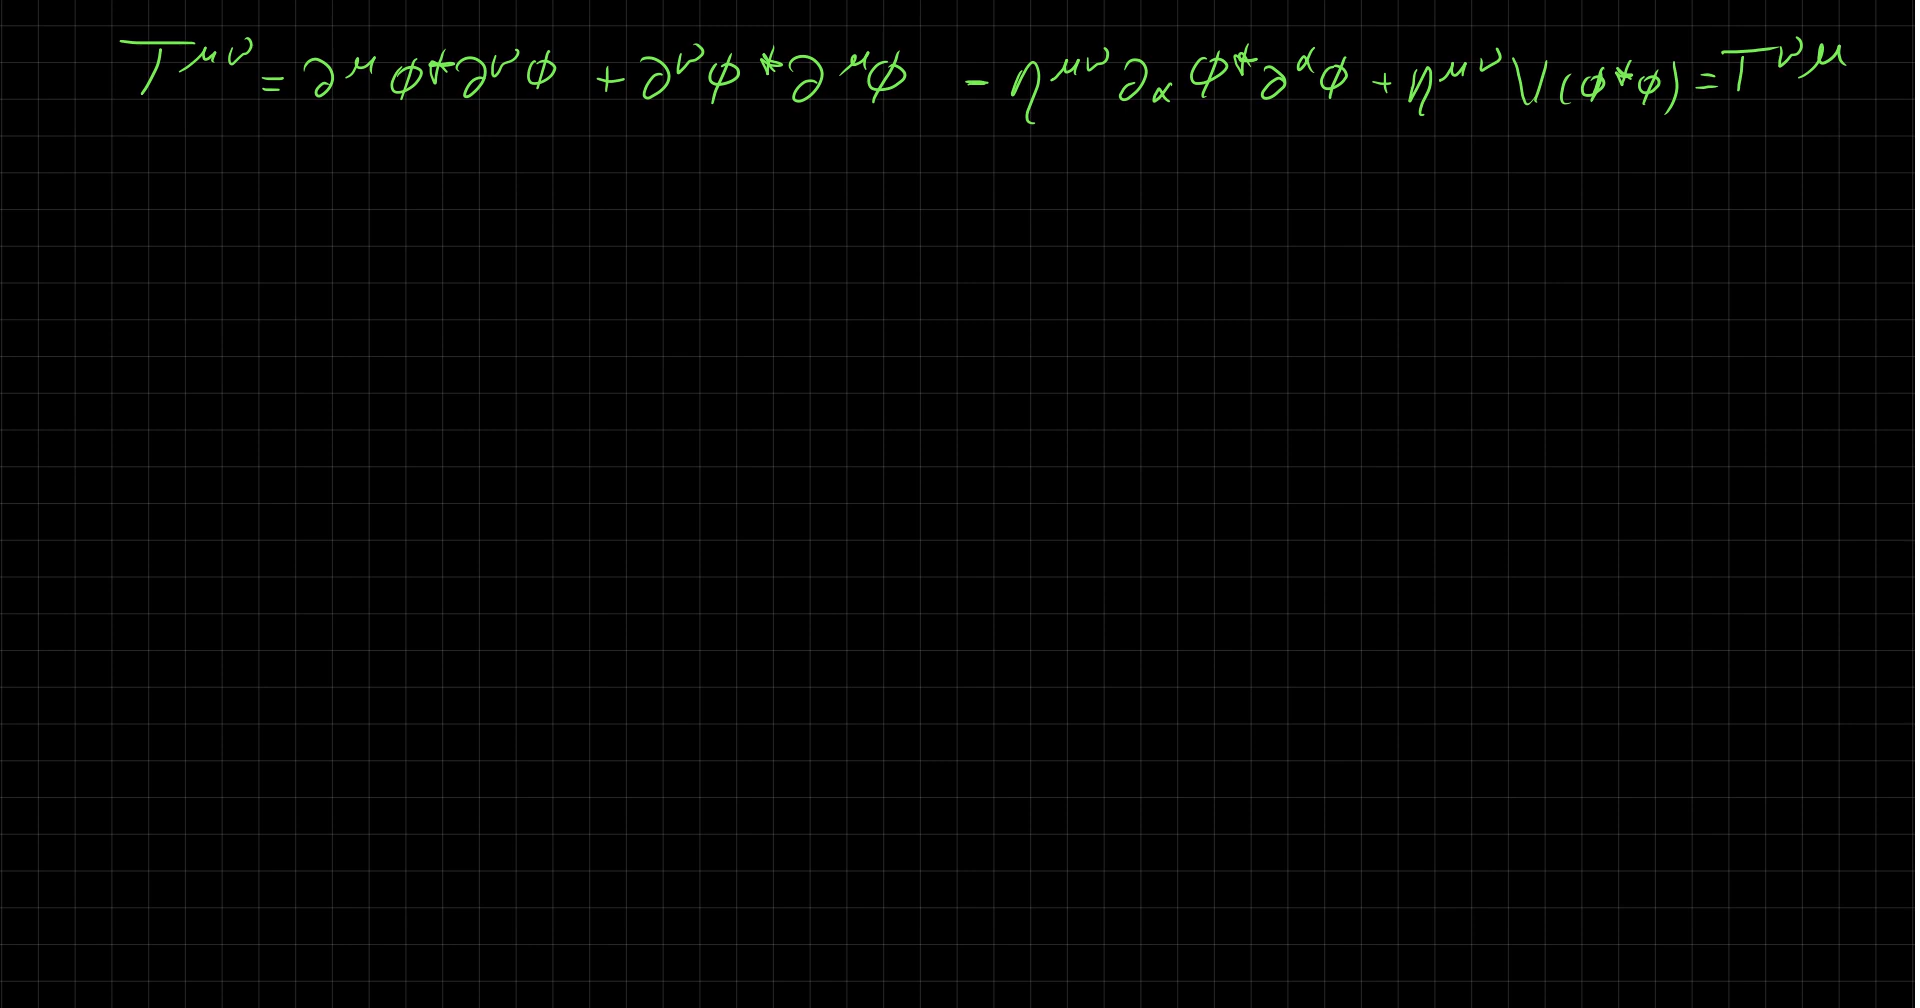 T^{μν} = ∂^μ ϕ* ∂^ν ϕ + ∂^ν ϕ* ∂^μ ϕ - η^{μν} ∂_α ϕ* ∂^α ϕ + η^{μν} V(ϕ*ϕ) = T^{νμ}